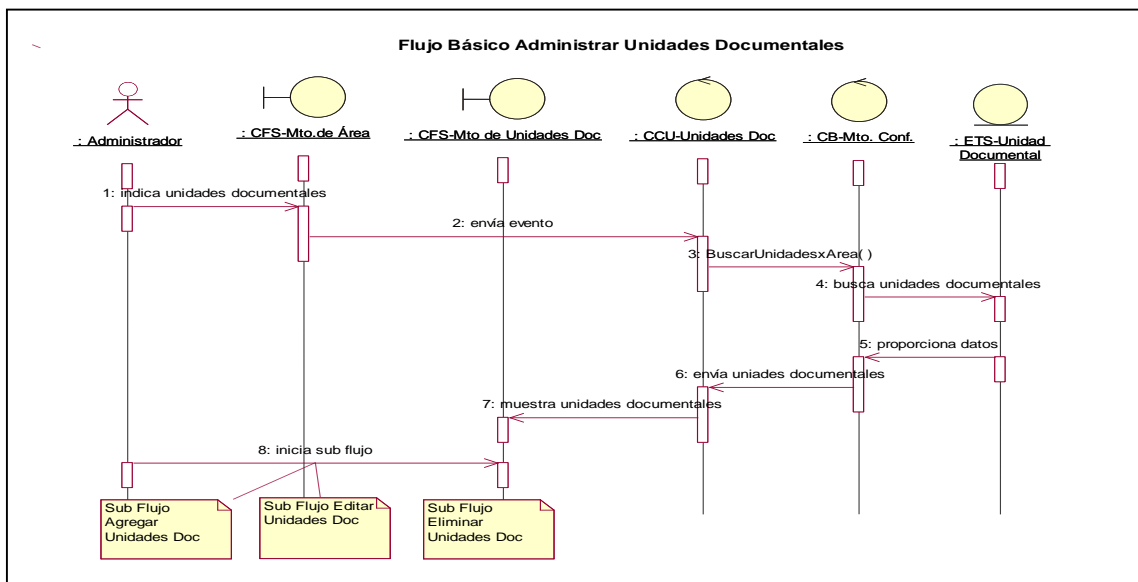 Flujo Básico Administrar Unidades Documentales
: Administrador
: CFS-Mto.de Área
: CFS-Mto de Unidades Doc
: CCU-Unidades Doc
: CB-Mto. Conf.
: ETS-Unidad
Documental
1: indica unidades documentales
2: envía evento
3: BuscarUnidadesxArea( )
4: busca unidades documentales
5: proporciona datos
6: envía uniades documentales
7: muestra unidades documentales
8: inicia sub flujo
Sub Flujo
Agregar
Unidades Doc
Sub Flujo Editar
Unidades Doc
Sub Flujo
Eliminar
Unidades Doc